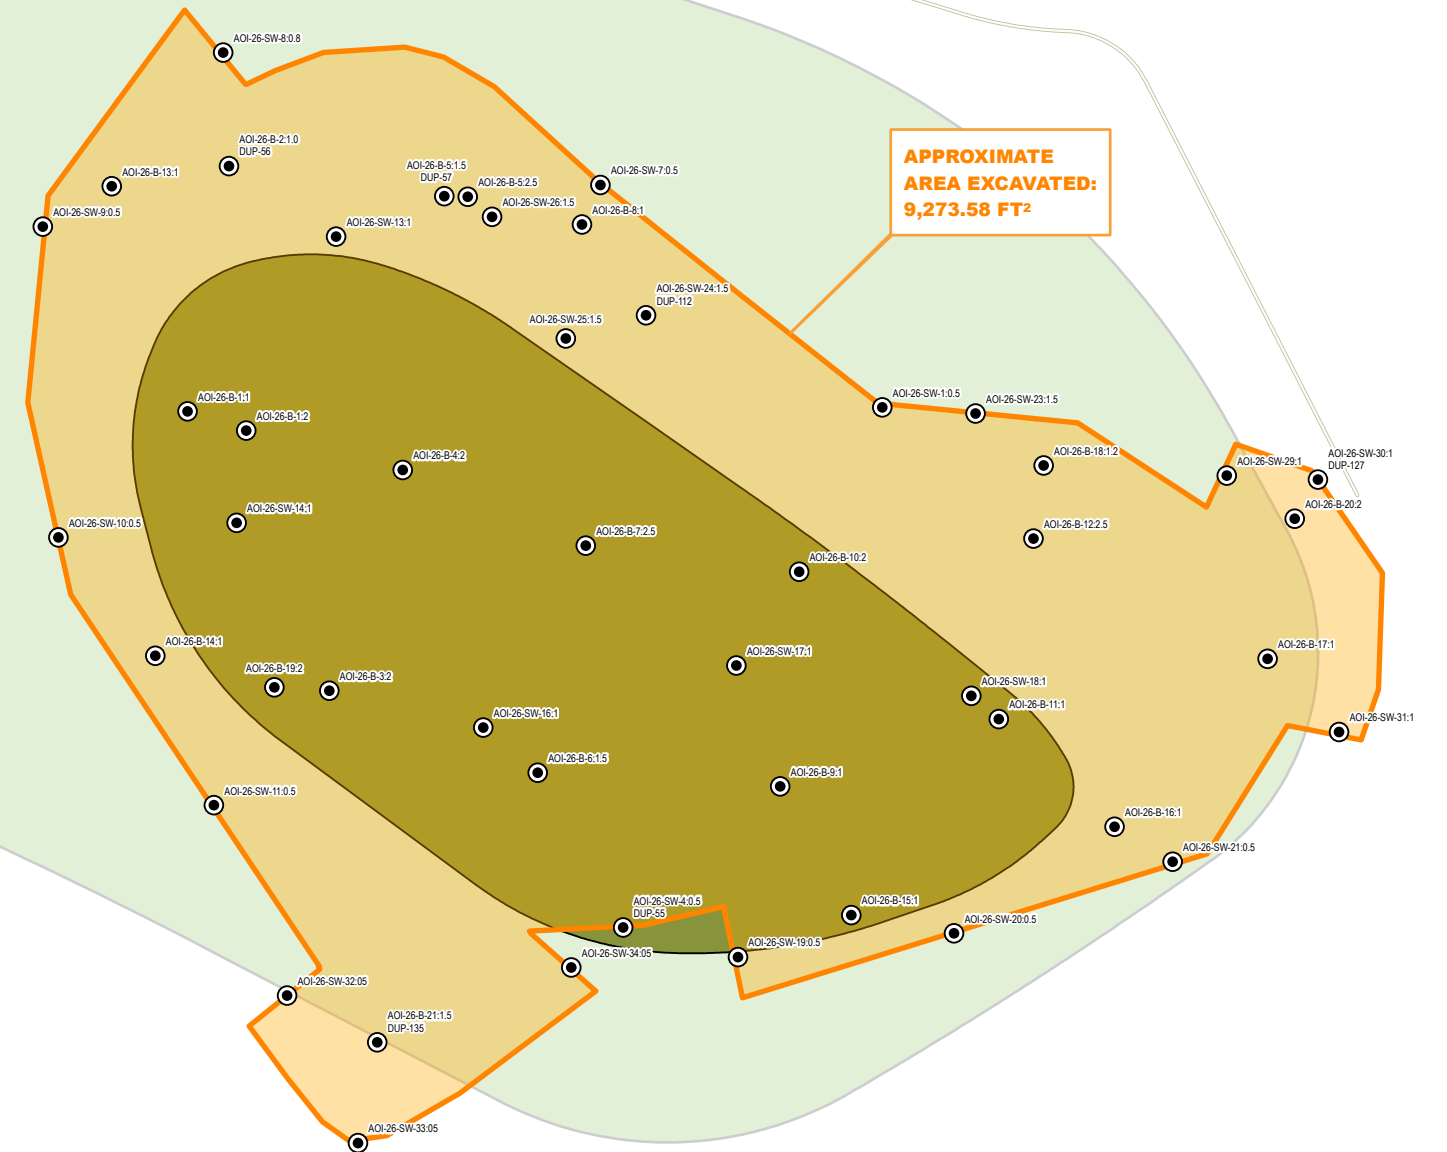 AOI-26-SW-8:0.8
AOI-26-B-2:1.0
DUP-56
AOI-26-B-13:1
AOI-26-SW-9:0.5
AOI-26-B-5:1.5
DUP-57
AOI-26-B-5:2.5
AOI-26-SW-26:1.5
AOI-26-SW-7:0.5
AOI-26-B-8:1
AOI-26-SW-13:1
APPROXIMATE
AREA EXCAVATED:
9,273.58 FT²
AOI-26-SW-24:1.5
DUP-112
AOI-26-SW-25:1.5
AOI-26-B-1:1
AOI-26-B-1:2
AOI-26-SW-1:0.5
AOI-26-SW-23:1.5
AOI-26-B-4:2
AOI-26-B-18:1.2
AOI-26-SW-29:1
AOI-26-SW-30:1
DUP-127
AOI-26-B-20:2
AOI-26-SW-14:1
AOI-26-SW-10:0.5
AOI-26-B-7:2.5
AOI-26-B-12:2.5
AOI-26-B-10:2
AOI-26-B-14:1
AOI-26-B-19:2
AOI-26-B-3:2
AOI-26-SW-17:1
AOI-26-B-17:1
AOI-26-SW-18:1
AOI-26-B-11:1
AOI-26-SW-16:1
AOI-26-SW-31:1
AOI-26-B-6:1.5
AOI-26-B-9:1
AOI-26-SW-11:0.5
AOI-26-B-16:1
AOI-26-SW-21:0.5
AOI-26-SW-4:0.5
DUP-55
AOI-26-B-15:1
AOI-26-SW-20:0.5
AOI-26-SW-19:0.5
AOI-26-SW-34:05
AOI-26-SW-32:05
AOI-26-B-21:1.5
DUP-135
AOI-26-SW-33:05